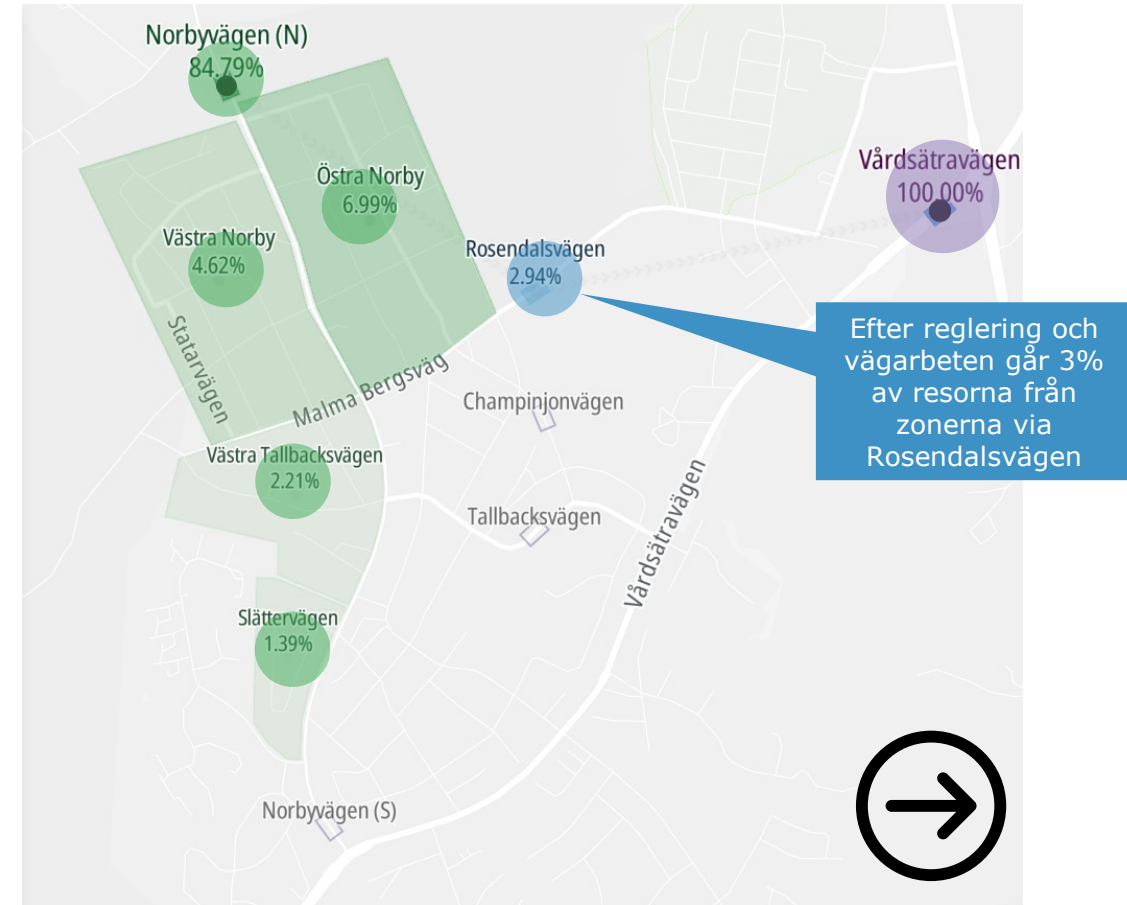 Norbyvägen (N)
84.79%
Östra Norby
6.99%
Vårdsätravägen
100.00%
Västra Norby
4.62%
Rosendalsvägen
2.94%
Efter reglering och
vägarbeten går 3%
av resorna från
zonerna via
Rosendalsvägen
Statarvägen
Malma Bergsväg
Champinjonvägen
Västra Tallbacksvägen
2.21%
Tallbacksvägen
Vårdsätravägen
Slättervägen
1.39%
Norbyvägen (S)